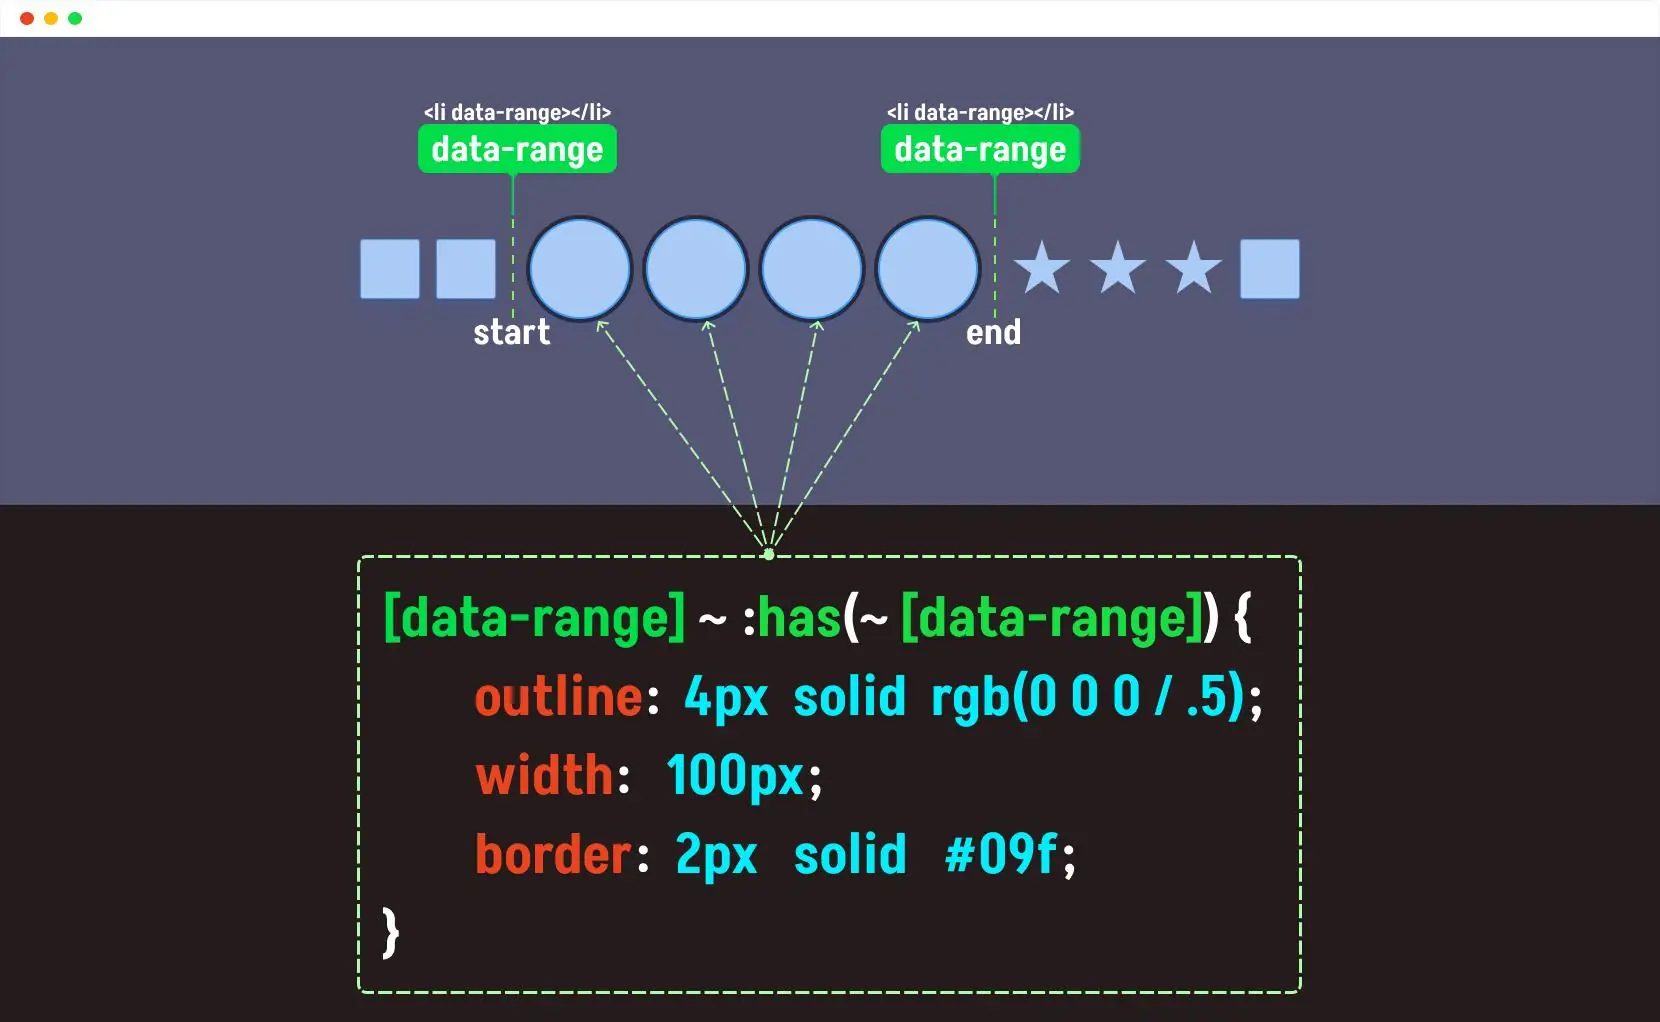 <li data-range></li> <li data-range></li>
data-range data-range
start end
[data-range] ~ :has(~ [data-range]) {
outline: 4px solid rgb(0 0 0 / .5);
width: 100px;
border: 2px solid #09f;
}